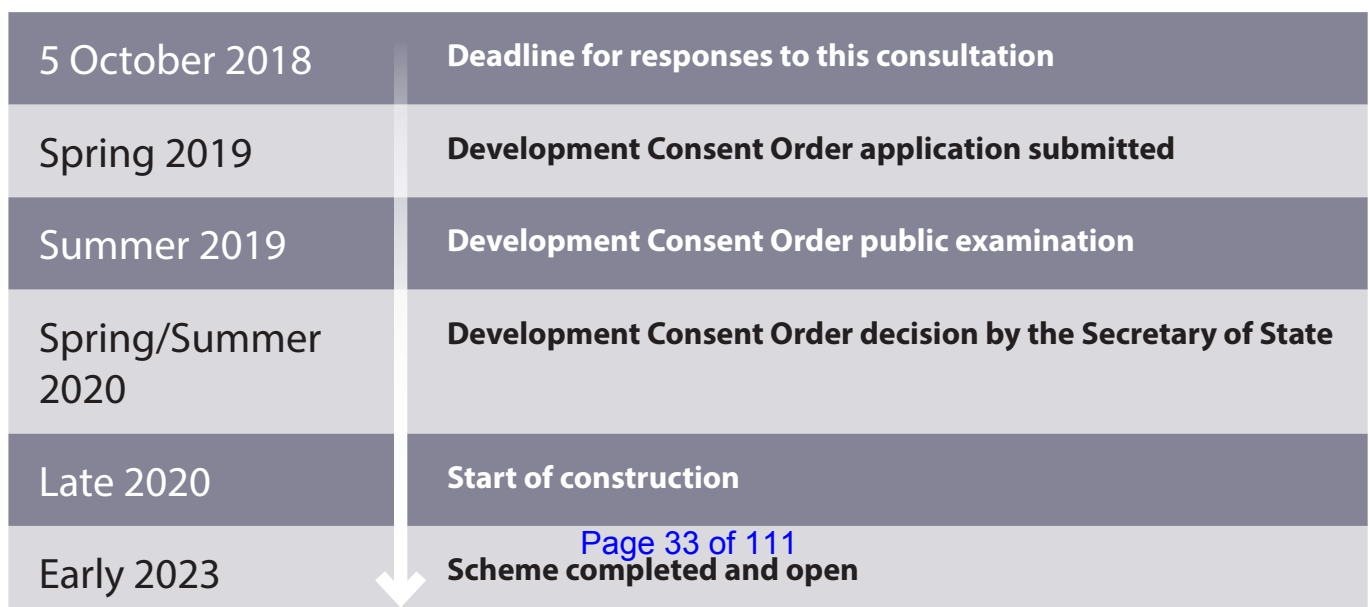 5 October 2018 Deadline for responses to this consultation
Spring 2019 Development Consent Order application submitted
Summer 2019 Development Consent Order public examination
Spring/Summer Development Consent Order decision by the Secretary of State
2020
Late 2020 Start of construction
Page 33 of 111
Early 2023 Scheme completed and open